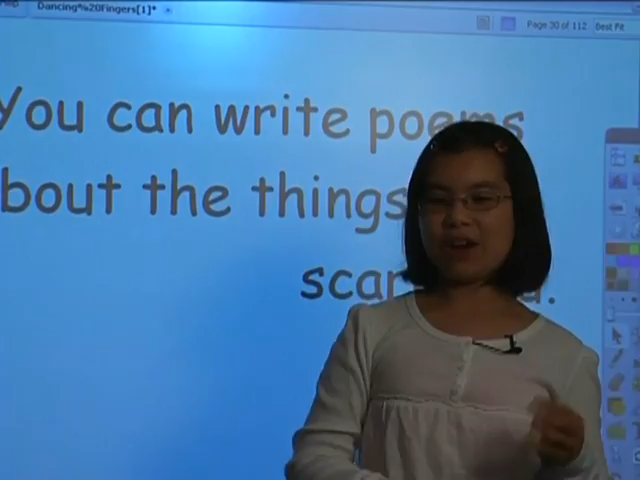 Dancing%20Fingers[1]*
Page 30 of 112 Best Fit
You can write poems
bout the things
scar